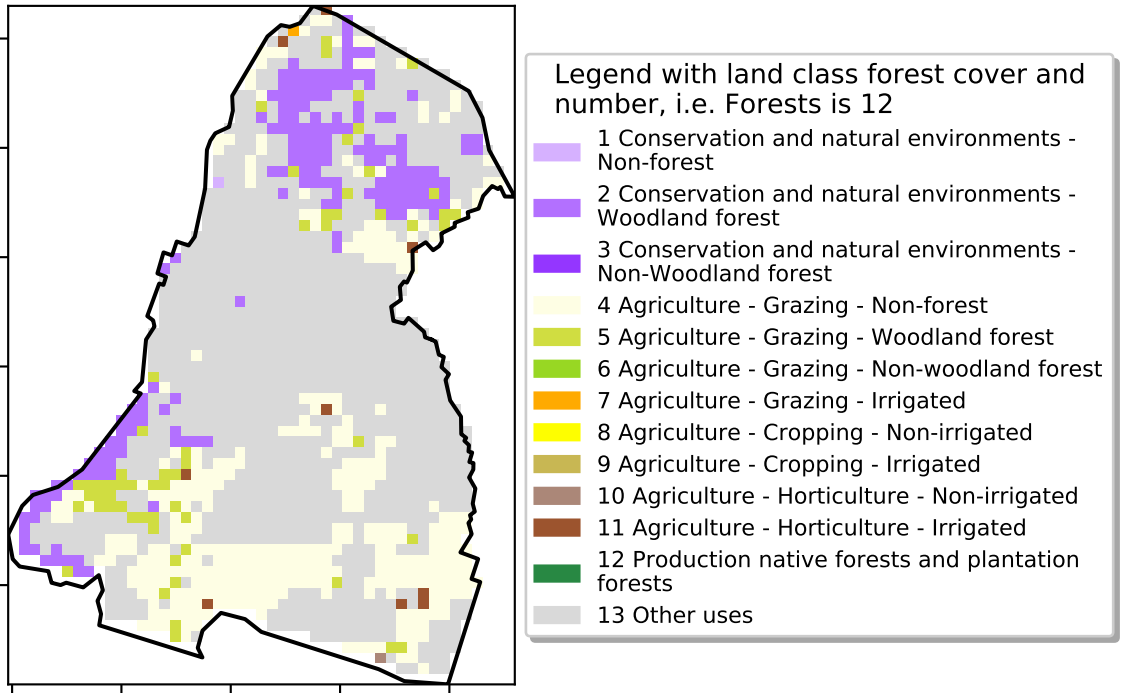 Legend with land class forest cover and
number, i.e. Forests is 12
1 Conservation and natural environments -
Non-forest
2 Conservation and natural environments -
Woodland forest
3 Conservation and natural environments -
Non-Woodland forest
4 Agriculture - Grazing - Non-forest
5 Agriculture - Grazing - Woodland forest
6 Agriculture - Grazing - Non-woodland forest
7 Agriculture - Grazing - Irrigated
8 Agriculture - Cropping - Non-irrigated
9 Agriculture - Cropping - Irrigated
10 Agriculture - Horticulture - Non-irrigated
11 Agriculture - Horticulture - Irrigated
12 Production native forests and plantation
forests
13 Other uses